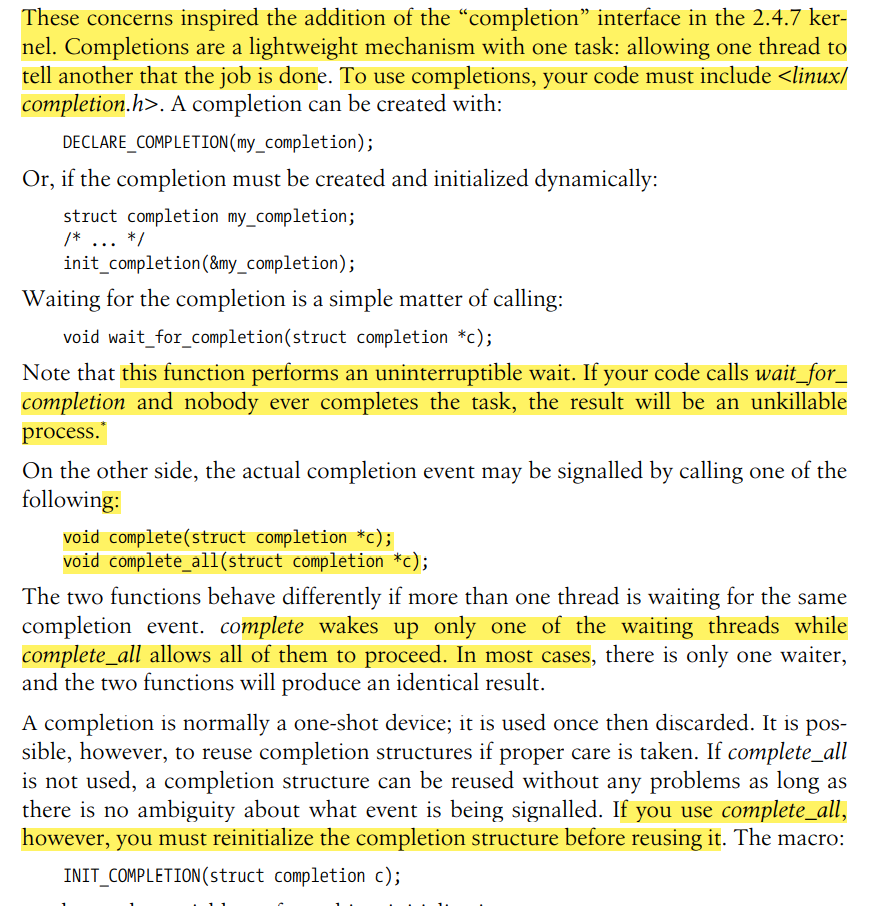 These concerns inspired the addition of the “completion” interface in the 2.4.7 ker-
nel. Completions are a lightweight mechanism with one task: allowing one thread to
tell another that the job is done. To use completions, your code must include <linux/
completion.h>. A completion can be created with:
DECLARE_COMPLETION(my_completion);
Or, if the completion must be created and initialized dynamically:
struct completion my_completion;
/* ... */
init_completion(&my_completion);
Waiting for the completion is a simple matter of calling:
void wait_for_completion(struct completion *c);
Note that this function performs an uninterruptible wait. If your code calls wait_for_
completion and nobody ever completes the task, the result will be an unkillable
process.*
On the other side, the actual completion event may be signalled by calling one of the
following:
void complete(struct completion *c);
void complete_all(struct completion *c);
The two functions behave differently if more than one thread is waiting for the same
completion event. complete wakes up only one of the waiting threads while
complete_all allows all of them to proceed. In most cases, there is only one waiter,
and the two functions will produce an identical result.
A completion is normally a one-shot device; it is used once then discarded. It is pos-
sible, however, to reuse completion structures if proper care is taken. If complete_all
is not used, a completion structure can be reused without any problems as long as
there is no ambiguity about what event is being signalled. If you use complete_all,
however, you must reinitialize the completion structure before reusing it. The macro:
INIT_COMPLETION(struct completion c);